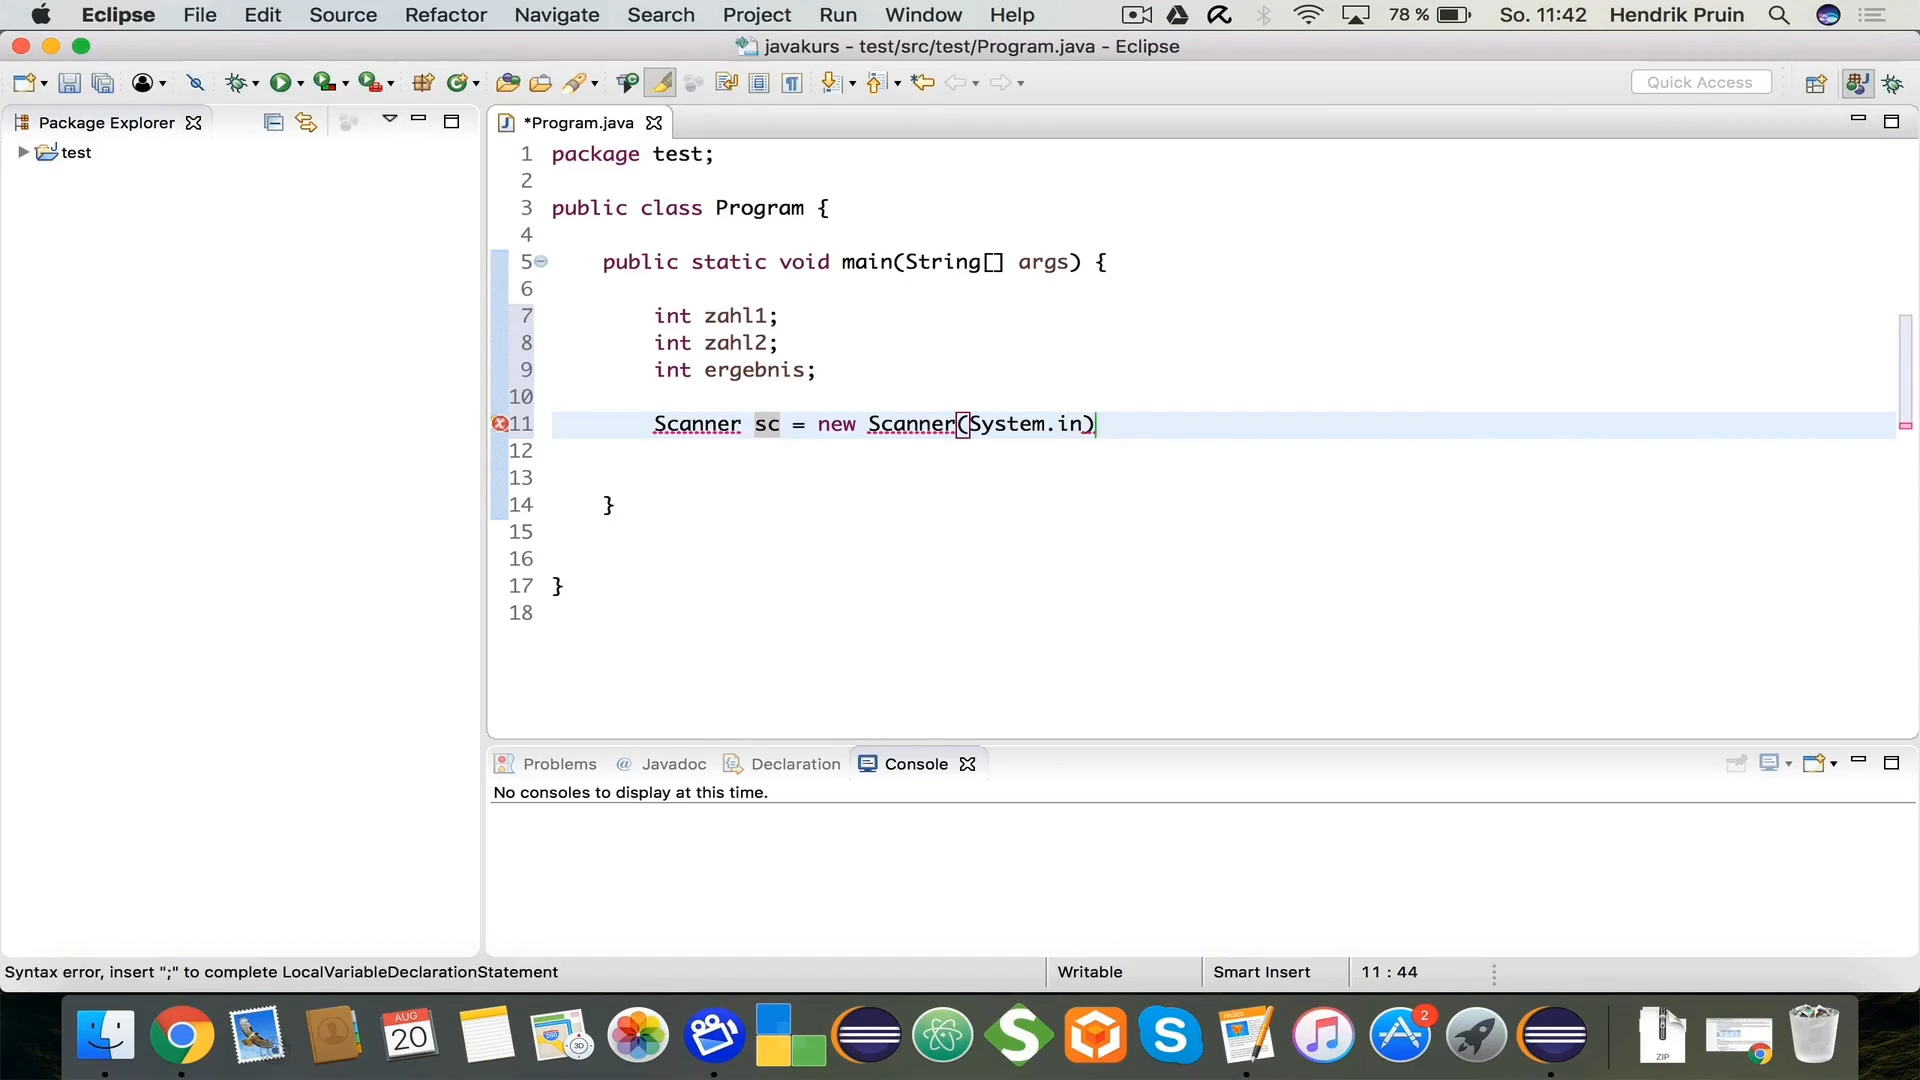 Eclipse File Edit Source Refactor Navigate Search Project Run Window Help 78 % So. 11:42 Hendrik Pruin
javakurs - test/src/test/Program.java - Eclipse
Quick Access
Package Explorer
test
*Program.java
1 package test;
2
3 public class Program {
4
5 public static void main(String[] args) {
6
7 int zahl1;
8 int zahl2;
9 int ergebnis;
10
11 Scanner sc = new Scanner(System.in)
12
13
14 }
15
16
17 }
18
Problems @ Javadoc Declaration Console
No consoles to display at this time.
Syntax error, insert ";" to complete LocalVariableDeclarationStatement Writable Smart Insert 11 : 44
AUG
20
3D
S
S
2
ZIP